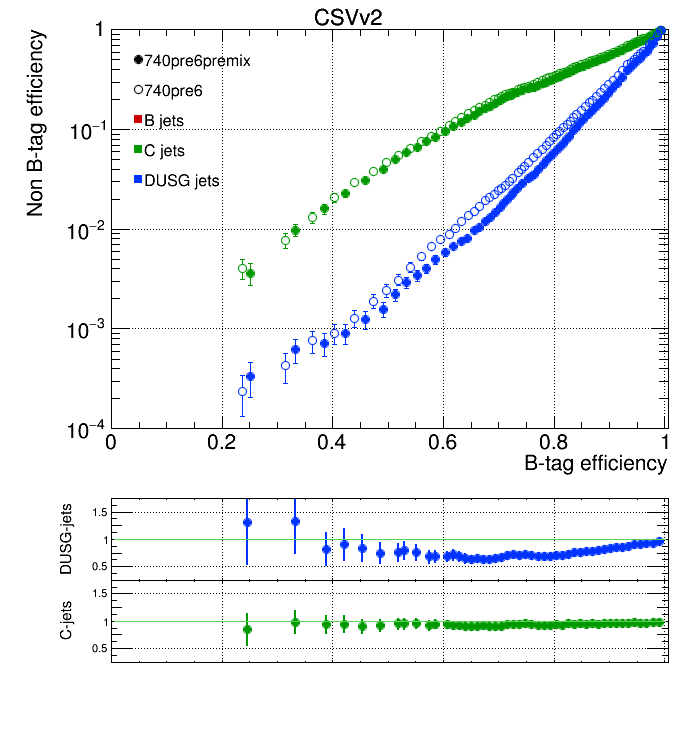 CSVv2
Non B-tag efficiency
1
10−1
10−2
10−3
10−4
740pre6premix
740pre6
B jets
C jets
DUSG jets
0 0.2 0.4 0.6 0.8 1
B-tag efficiency
DUSG-jets
1.5
1
0.5
C-jets
1.5
1
0.5